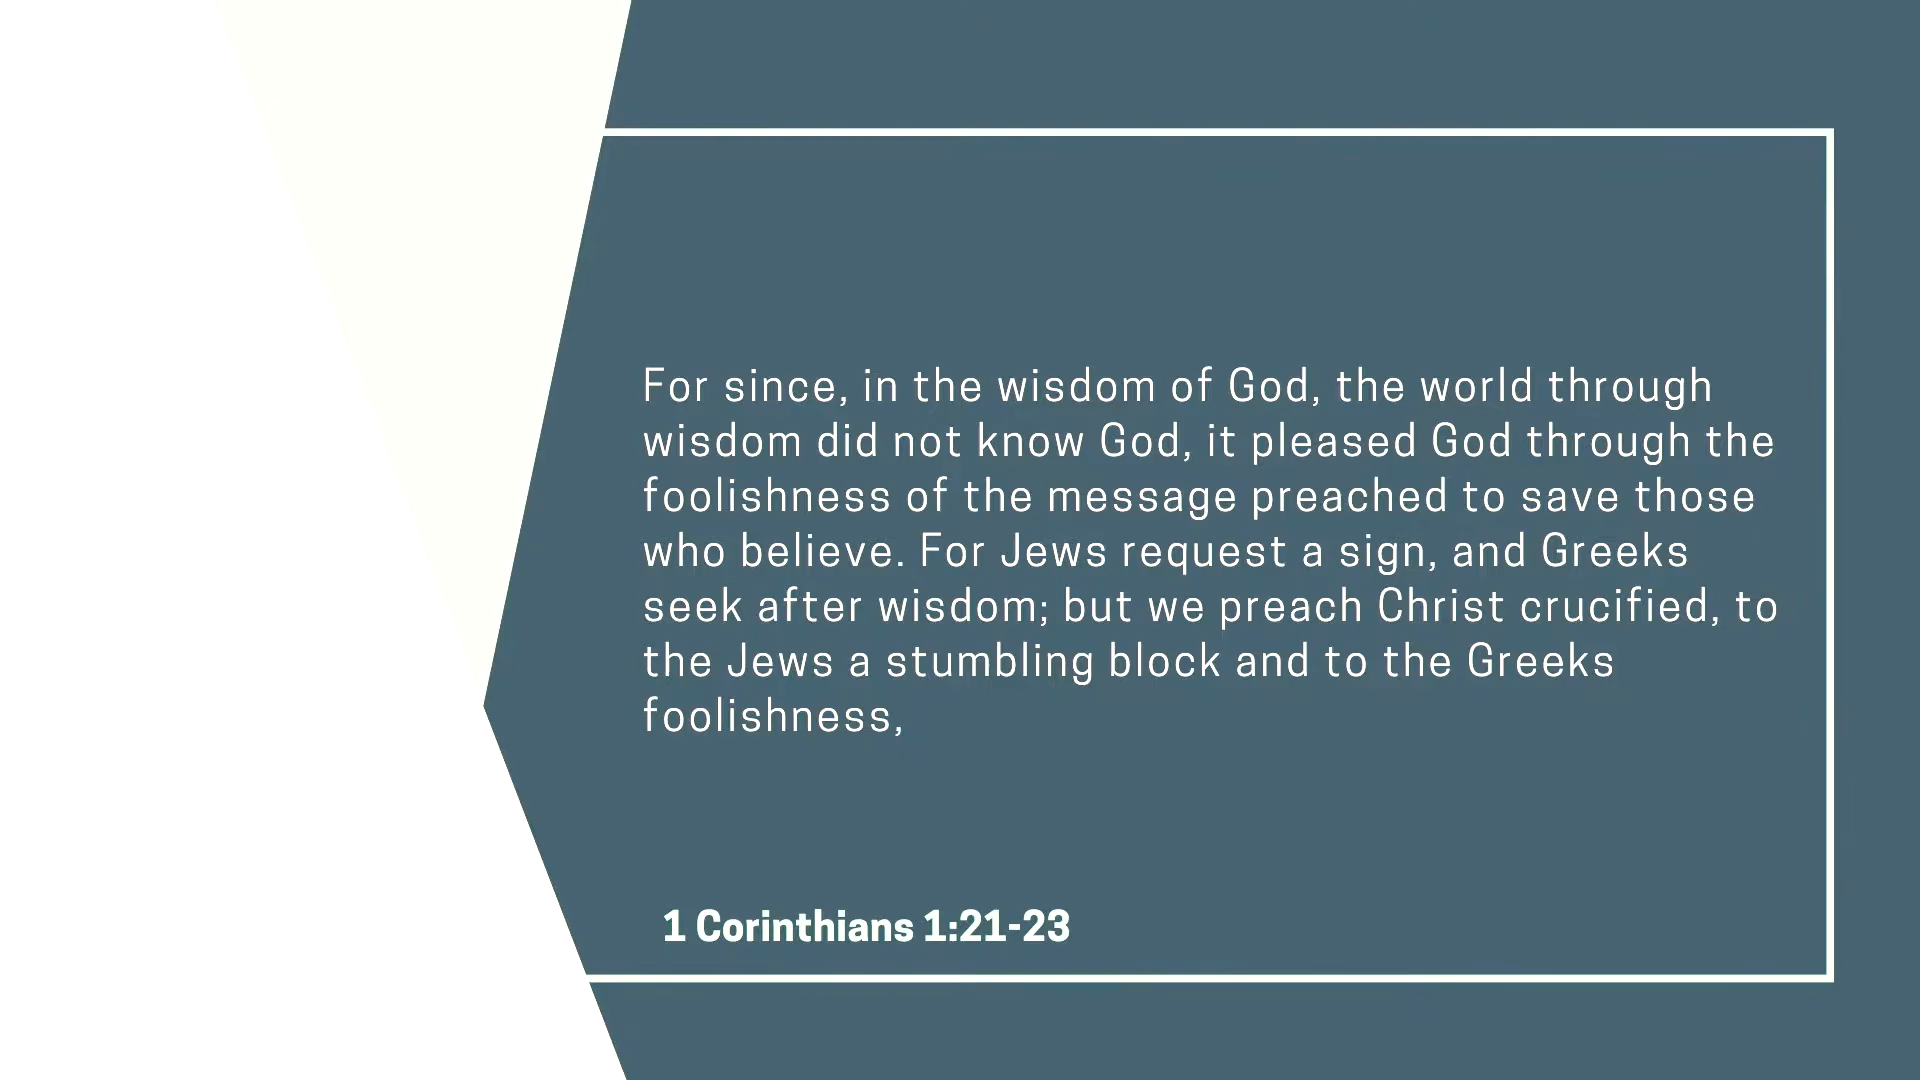 For since, in the wisdom of God, the world through
wisdom did not know God, it pleased God through the
foolishness of the message preached to save those
who believe. For Jews request a sign, and Greeks
seek after wisdom; but we preach Christ crucified, to
the Jews a stumbling block and to the Greeks
foolishness,
1 Corinthians 1:21-23